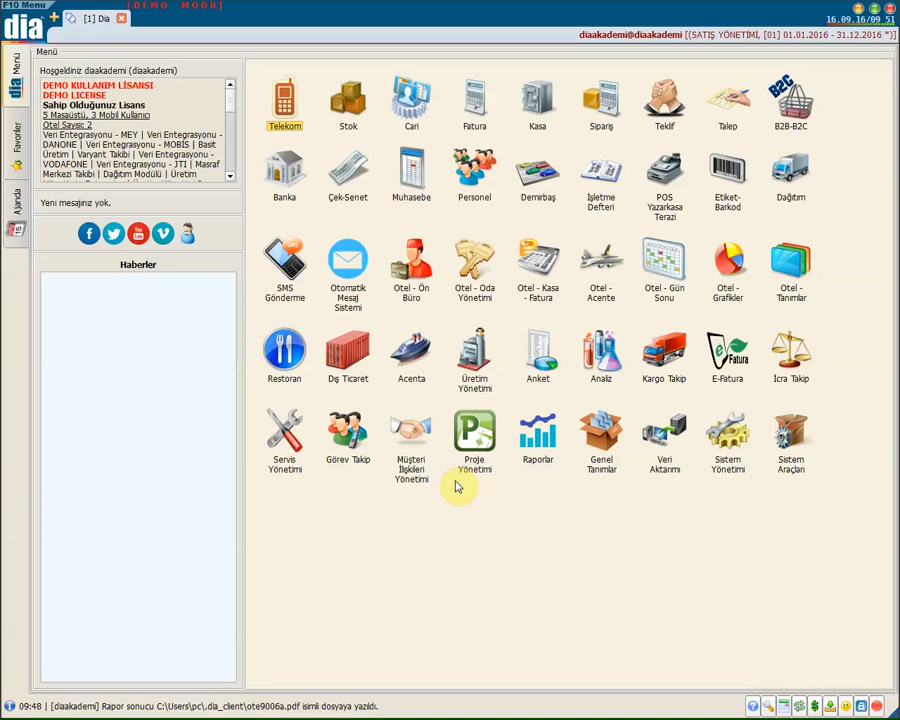 F10 Menu
[DEMO MODB]
dia
[1] Dia
16.09.16/09 51
diaakademi@diaakademi [(SATIŞ YÖNETİMİ, [01] 01.01.2016 - 31.12.2016 ")]
dia Menü
Favoriler
Ajanda
15
Menü
Hoşgeldiniz diaakademi (diaakademi)
DEMO KULLANIM LİSANSI
DEMO LICENSE
Sahip Olduğunuz Lisans
5 Masaüstü, 3 Mobil Kullanıcı
Otel Sayısı: 2
Veri Entegrasyonu - MEY | Veri Entegrasyonu -
DANONE | Veri Entegrasyonu - MOBİS | Basit
Üretim | Varyant Takibi | Veri Entegrasyonu -
VODAFONE | Veri Entegrasyonu - JTI | Masraf
Merkezi Takibi | Dağıtım Modülü | Üretim
Yeni mesajınız yok.
Haberler
Telekom
Stok
Cari
Fatura
Kasa
Sipariş
Teklif
Talep
B2C
B2B-B2C
Banka
Çek-Senet
Muhasebe
Personel
Demirbaş
İşletme
Defteri
POS
Yazarkasa
Terazi
Etiket-
Barkod
Dağıtım
SMS
SMS
Gönderme
Otomatik
Mesaj
Sistemi
Otel - Ön
Büro
Otel - Oda
Yönetimi
Otel - Kasa
- Fatura
Otel -
Acente
Otel - Gün
Sonu
Otel -
Grafikler
Otel -
Tanımlar
Restoran
Dış Ticaret
Acenta
Üretim
Yönetimi
Anket
Analiz
Kargo Takip
e Fatura
E-Fatura
İcra Takip
Servis
Yönetimi
Görev Takip
Müşteri
İlişkileri
Yönetimi
P
Proje
Yönetimi
Raporlar
Genel
Tanımlar
Veri
Aktarımı
Sistem
Yönetimi
Sistem
Araçları
09:48 | [diaakademi] Rapor sonucu C:\Users\pc\.dia_client\ote9006a.pdf isimli dosyaya yazıldı.